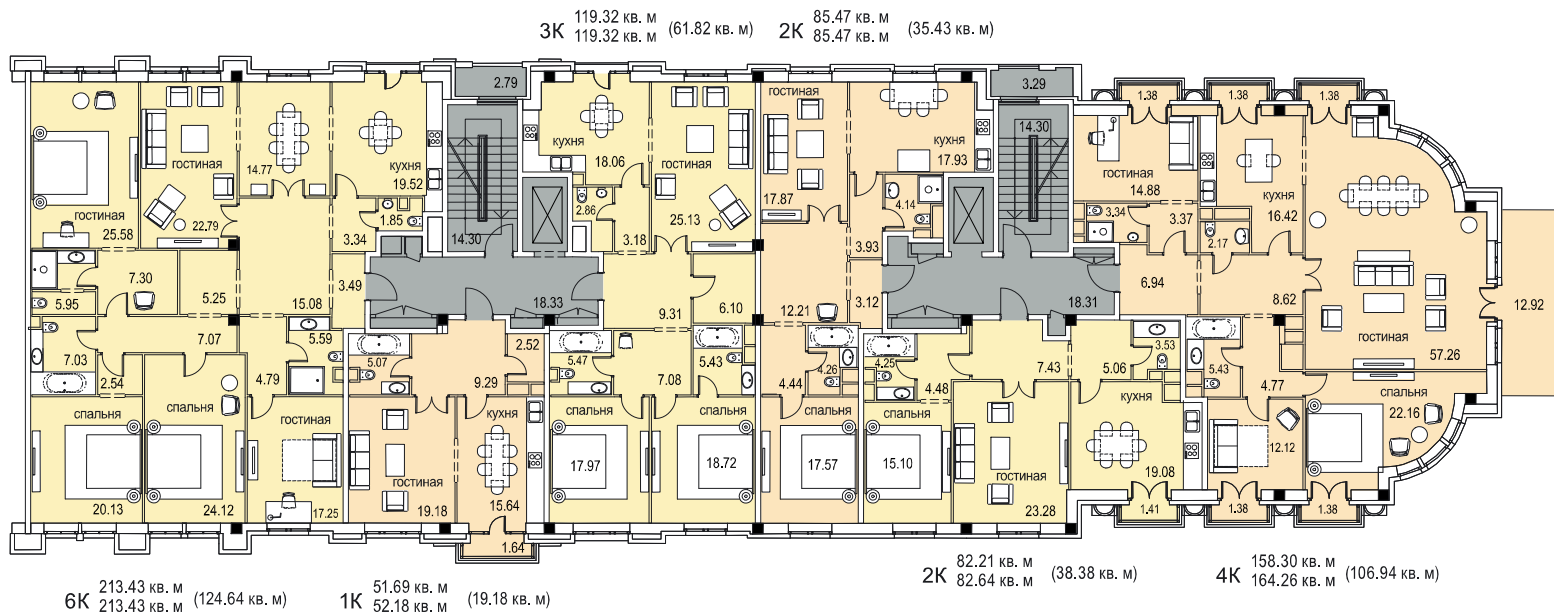 119.32 кв. м
3К 119.32 кв. м (61.82 кв. м)
85.47 кв. м
2К 85.47 кв. м (35.43 кв. м)
2.79
3.29
1.38
1.38
1.38
гостиная
14.30
гостиная
кухня
гостиная
14.77
кухня
19.52
кухня
18.06
гостиная
кухня
17.93
гостиная
14.88
кухня
16.42
гостиная
25.58
22.79
1.85
3.34
14.30
2.86
3.18
25.13
17.87
4.14
3.93
3.34
3.37
2.17
7.30
5.95
5.25
15.08
3.49
18.33
9.31
6.10
12.21
3.12
18.31
6.94
8.62
12.92
гостиная
57.26
7.03
7.07
2.54
4.79
5.59
5.07
9.29
2.52
5.47
7.08
5.43
4.44
4.26
4.25
4.48
7.43
5.06
3.53
5.43
4.77
спальня
20.13
спальня
24.12
гостиная
17.25
гостиная
19.18
кухня
15.64
1.64
спальня
17.97
спальня
18.72
спальня
17.57
спальня
15.10
гостиная
23.28
кухня
19.08
1.41
12.12
1.38
спальня
22.16
1.38
213.43 кв. м
6К 213.43 кв. м (124.64 кв. м)
51.69 кв. м
1К 52.18 кв. м (19.18 кв. м)
82.21 кв. м
2К 82.64 кв. м (38.38 кв. м)
158.30 кв. м
4К 164.26 кв. м (106.94 кв. м)